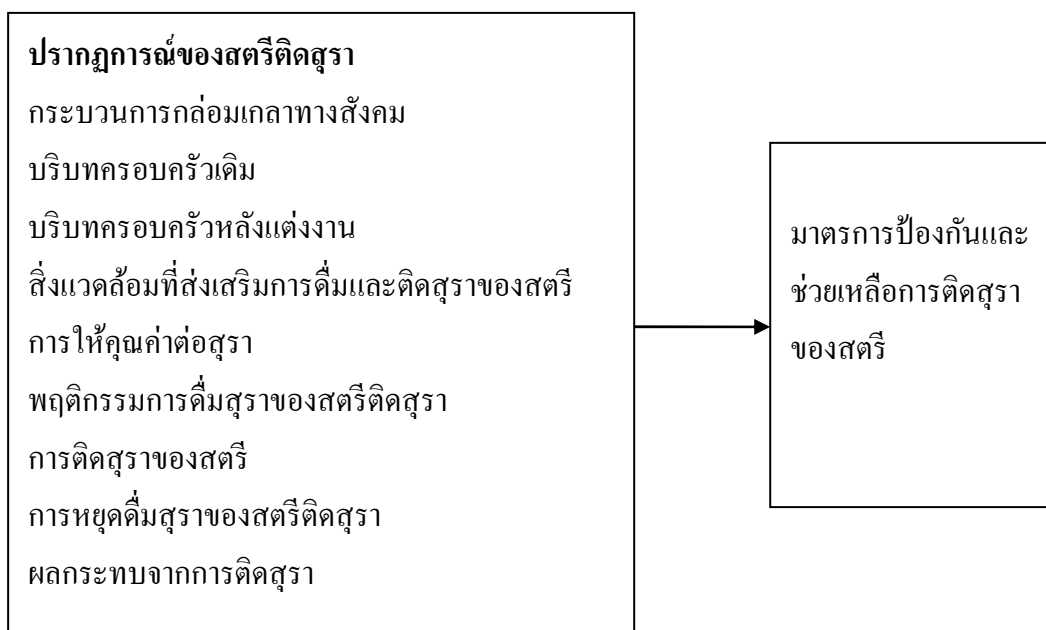 ปรากฏการณ์ของสตรีติดสุรา
กระบวนการกล่อมเกลาทางสังคม
บริบทครอบครัวเดิม
บริบทครอบครัวหลังแต่งงาน
สิ่งแวดล้อมที่ส่งเสริมการดื่มและติดสุราของสตรี
การให้คุณค่าต่อสุรา
พฤติกรรมการดื่มสุราของสตรีติดสุรา
การติดสุราของสตรี
การหยุดดื่มสุราของสตรีติดสุรา
ผลกระทบจากการติดสุรา
มาตรการป้องกันและ
ช่วยเหลือการติดสุรา
ของสตรี